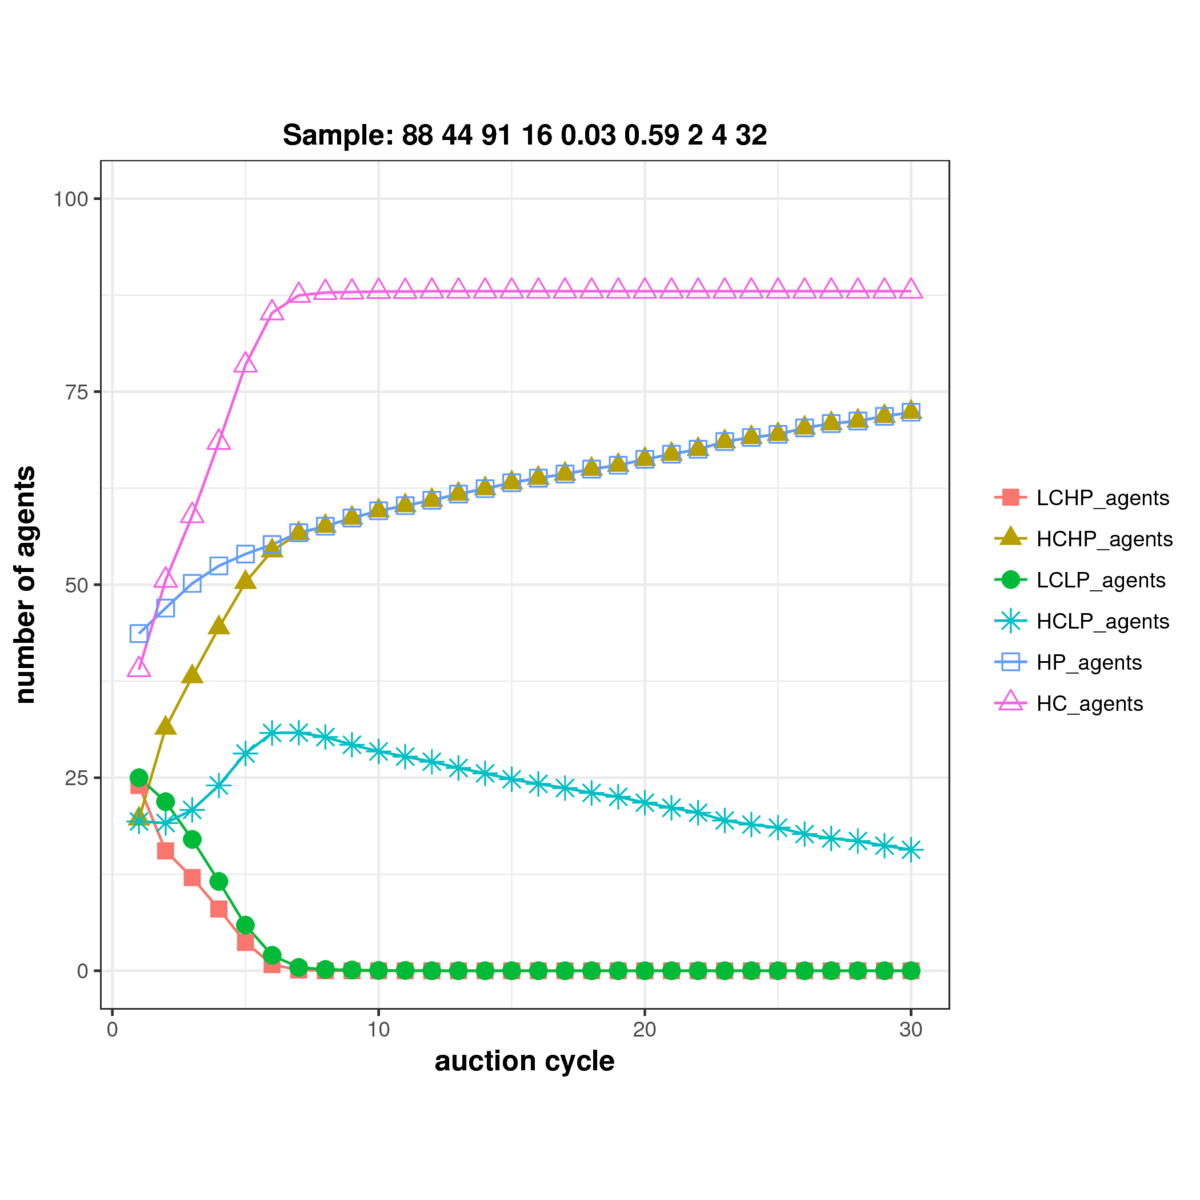 Sample: 88 44 91 16 0.03 0.59 2 4 32
number of agents
100
75
50
25
0
0 10 20 30
auction cycle
LCHP_agents
HCHP_agents
LCLP_agents
HCLP_agents
HP_agents
HC_agents